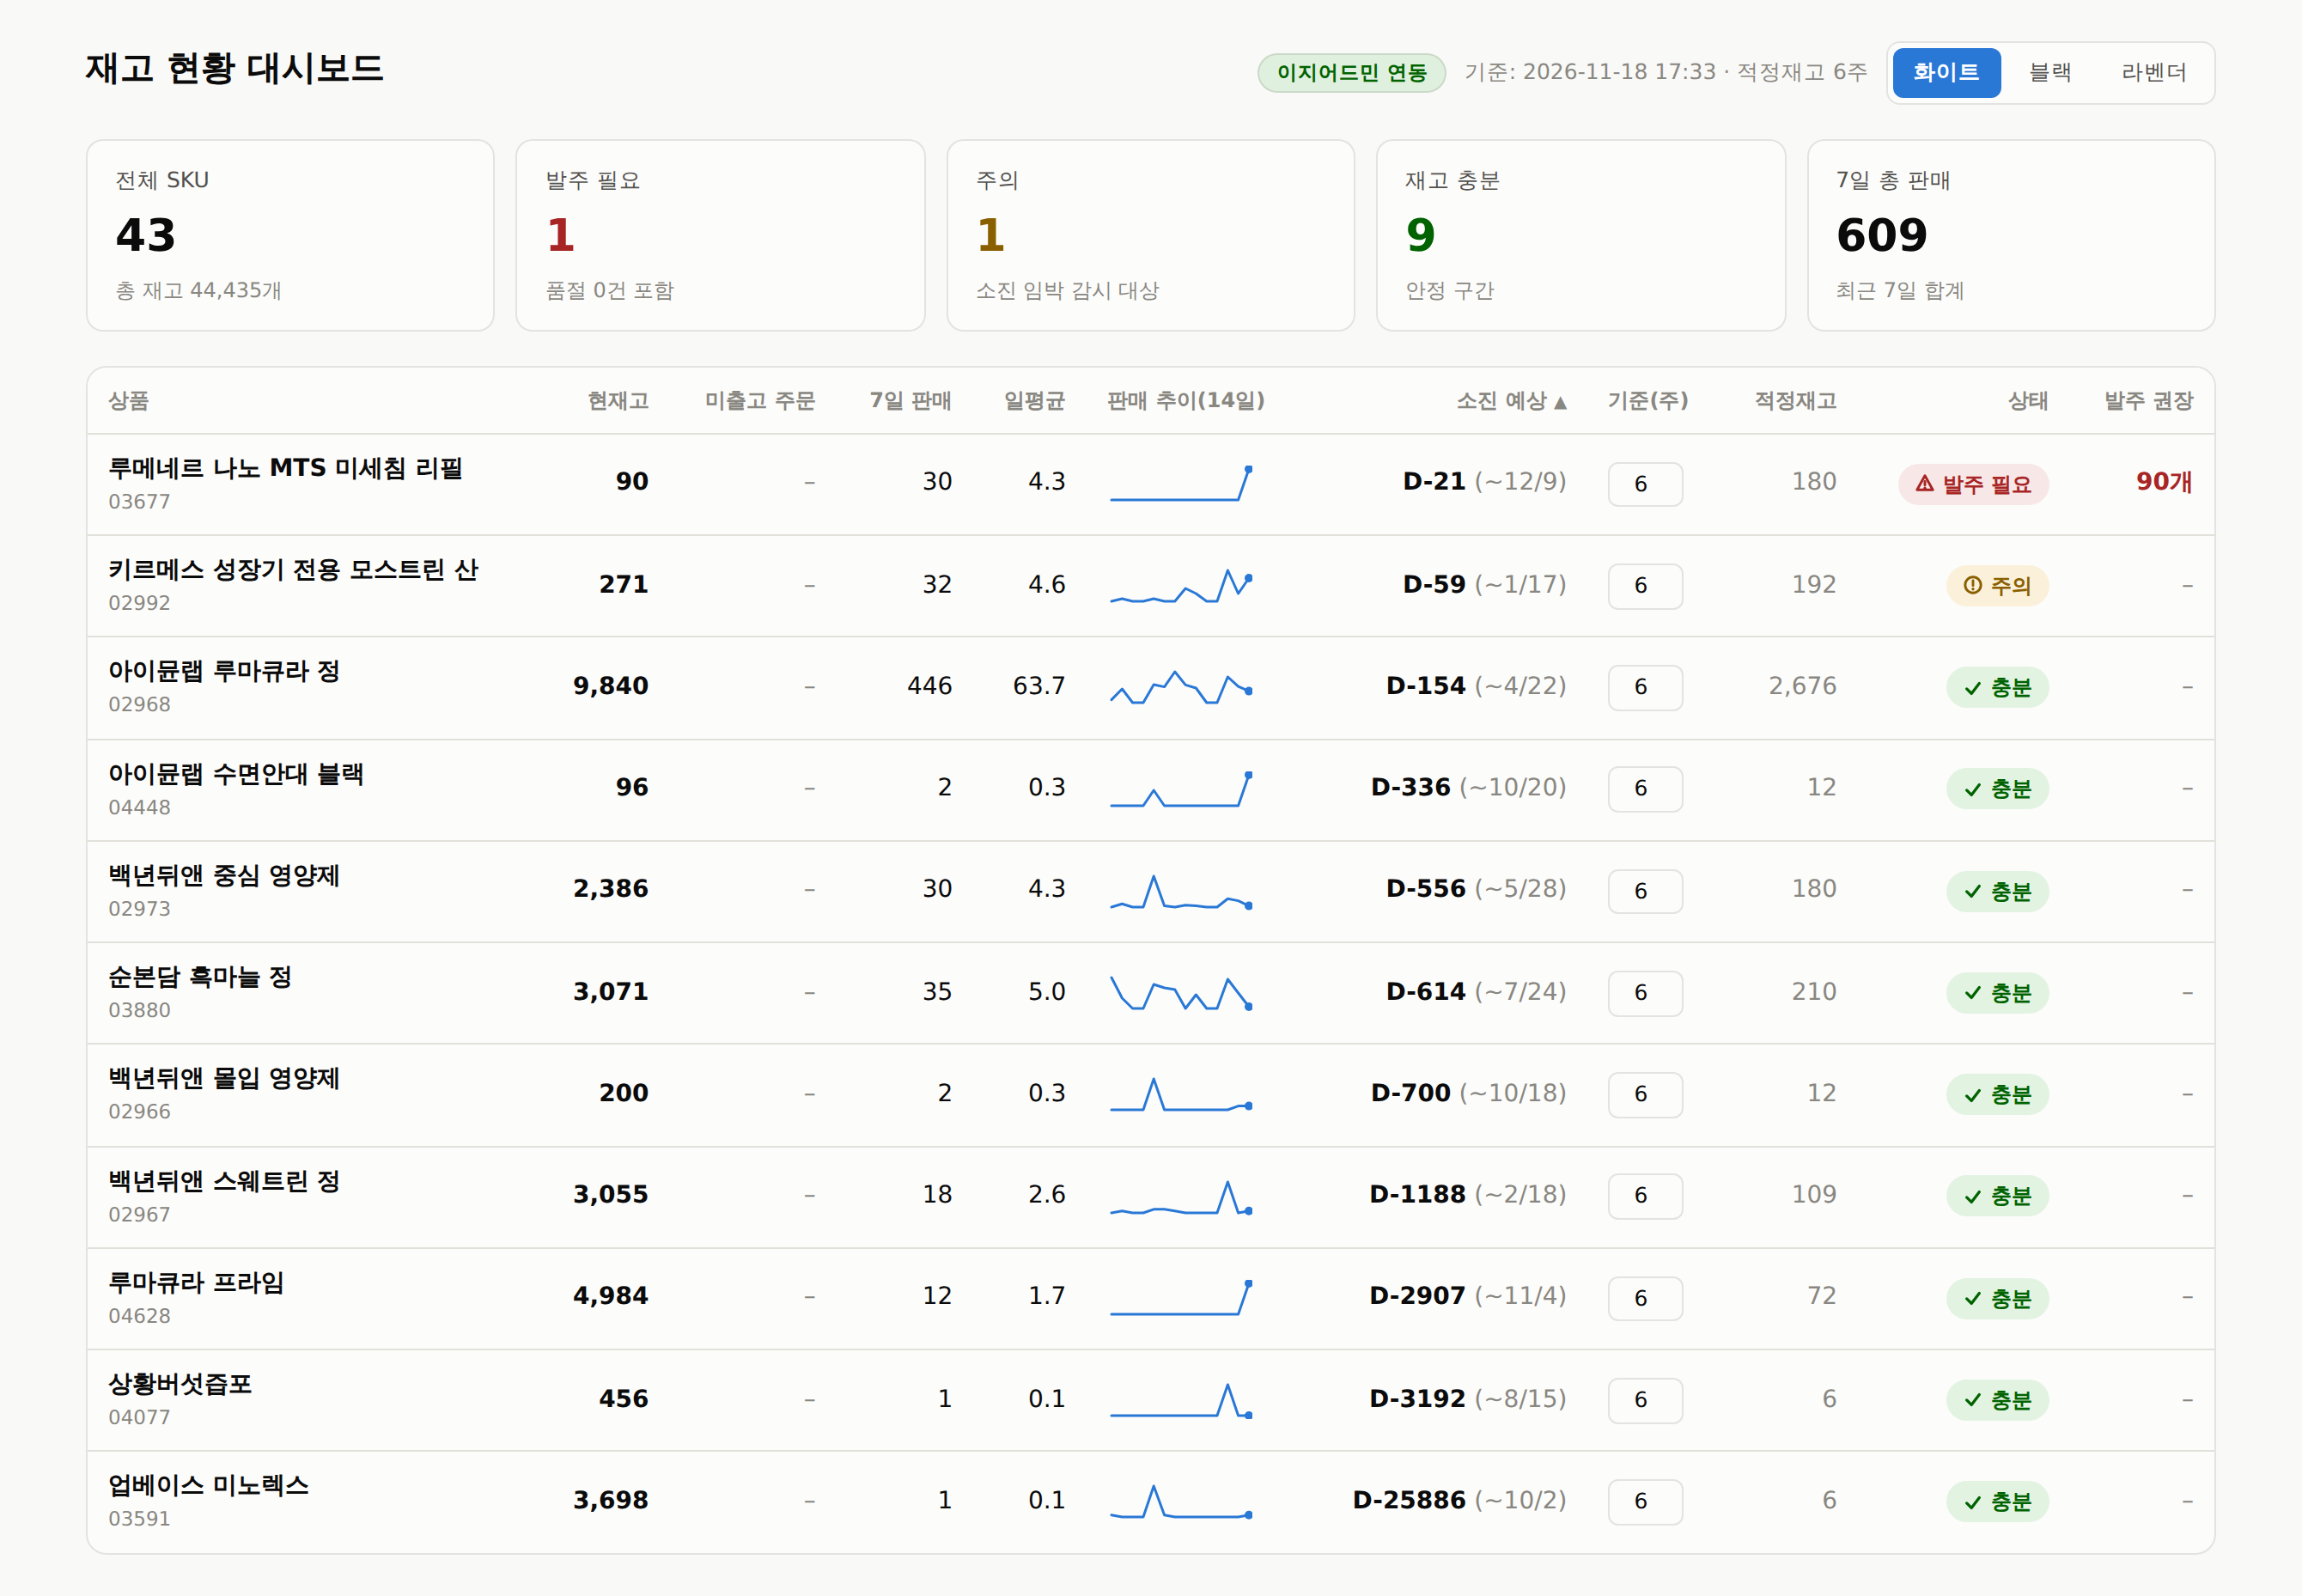 재고 현황 대시보드
이지어드민 연동 기준: 2026-11-18 17:33 · 적정재고 6주 화이트 블랙 라벤더
전체 SKU
43
총 재고 44,435개
발주 필요
1
품절 0건 포함
주의
1
소진 임박 감시 대상
재고 충분
9
안정 구간
7일 총 판매
609
최근 7일 합계
상품 현재고 미출고 주문 7일 판매 일평균 판매 추이(14일) 소진 예상 ▲ 기준(주) 적정재고 상태 발주 권장
루메네르 나노 MTS 미세침 리필
03677
90 – 30 4.3 D-21 (~12/9) 6 180 발주 필요 90개
키르메스 성장기 전용 모스트린 산
02992
271 – 32 4.6 D-59 (~1/17) 6 192 주의 –
아이뮨랩 루마큐라 정
02968
9,840 – 446 63.7 D-154 (~4/22) 6 2,676 충분 –
아이뮨랩 수면안대 블랙
04448
96 – 2 0.3 D-336 (~10/20) 6 12 충분 –
백년뒤앤 중심 영양제
02973
2,386 – 30 4.3 D-556 (~5/28) 6 180 충분 –
순본담 흑마늘 정
03880
3,071 – 35 5.0 D-614 (~7/24) 6 210 충분 –
백년뒤앤 몰입 영양제
02966
200 – 2 0.3 D-700 (~10/18) 6 12 충분 –
백년뒤앤 스웨트린 정
02967
3,055 – 18 2.6 D-1188 (~2/18) 6 109 충분 –
루마큐라 프라임
04628
4,984 – 12 1.7 D-2907 (~11/4) 6 72 충분 –
상황버섯즙포
04077
456 – 1 0.1 D-3192 (~8/15) 6 6 충분 –
업베이스 미노렉스
03591
3,698 – 1 0.1 D-25886 (~10/2) 6 6 충분 –